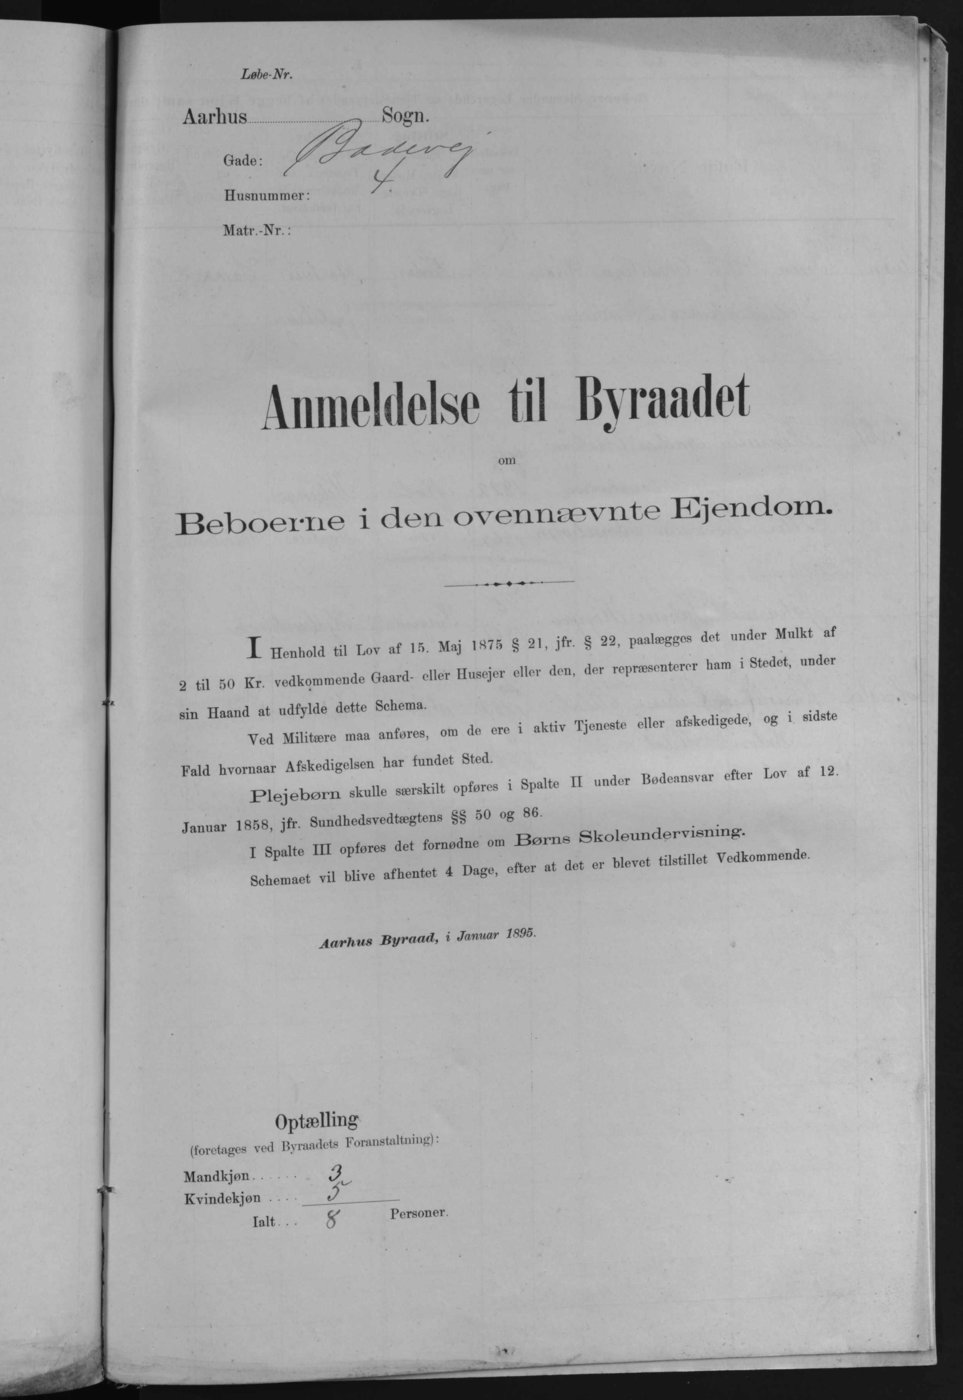 Løbe-Nr.
Aarhus Sogn.
Gade: Badevej
Husnummer: 4.
Matr.-Nr.:
Anmeldelse til Byraadet
om
Beboerne i den ovennævnte Ejendom.
I Henhold til Lov af 15. Maj 1875 § 21, jfr. § 22, paalægges det under Mulkt af
2 til 50 Kr. vedkommende Gaard- eller Husejer eller den, der repræsenterer ham i Stedet, under
sin Haand at udfylde dette Schema.
Ved Militære maa anføres, om de ere i aktiv Tjeneste eller afskedigede, og i sidste
Fald hvornaar Afskedigelsen har fundet Sted.
Plejebørn skulle særskilt opføres i Spalte II under Bødeansvar efter Lov af 12.
Januar 1858, jfr. Sundhedsvedtægtens §§ 50 og 86.
I Spalte III opføres det fornødne om Børns Skoleundervisning.
Schemaet vil blive afhentet 4 Dage, efter at det er blevet tilstillet Vedkommende.
Aarhus Byraad, i Januar 1895.
Optælling
(foretages ved Byraadets Foranstaltning):
Mandkjøn...... 3
Kvindekjøn .... 5
Ialt... 8 Personer.